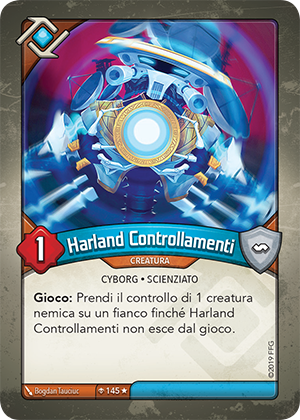 Harland Controllamenti
1
CREATURA
CYBORG • SCIENZIATO
Gioco: Prendi il controllo di 1 creatura
nemica su un fianco finché Harland
Controllamenti non esce dal gioco.
Bogdan Tauciuc
145★
©2019 FFG